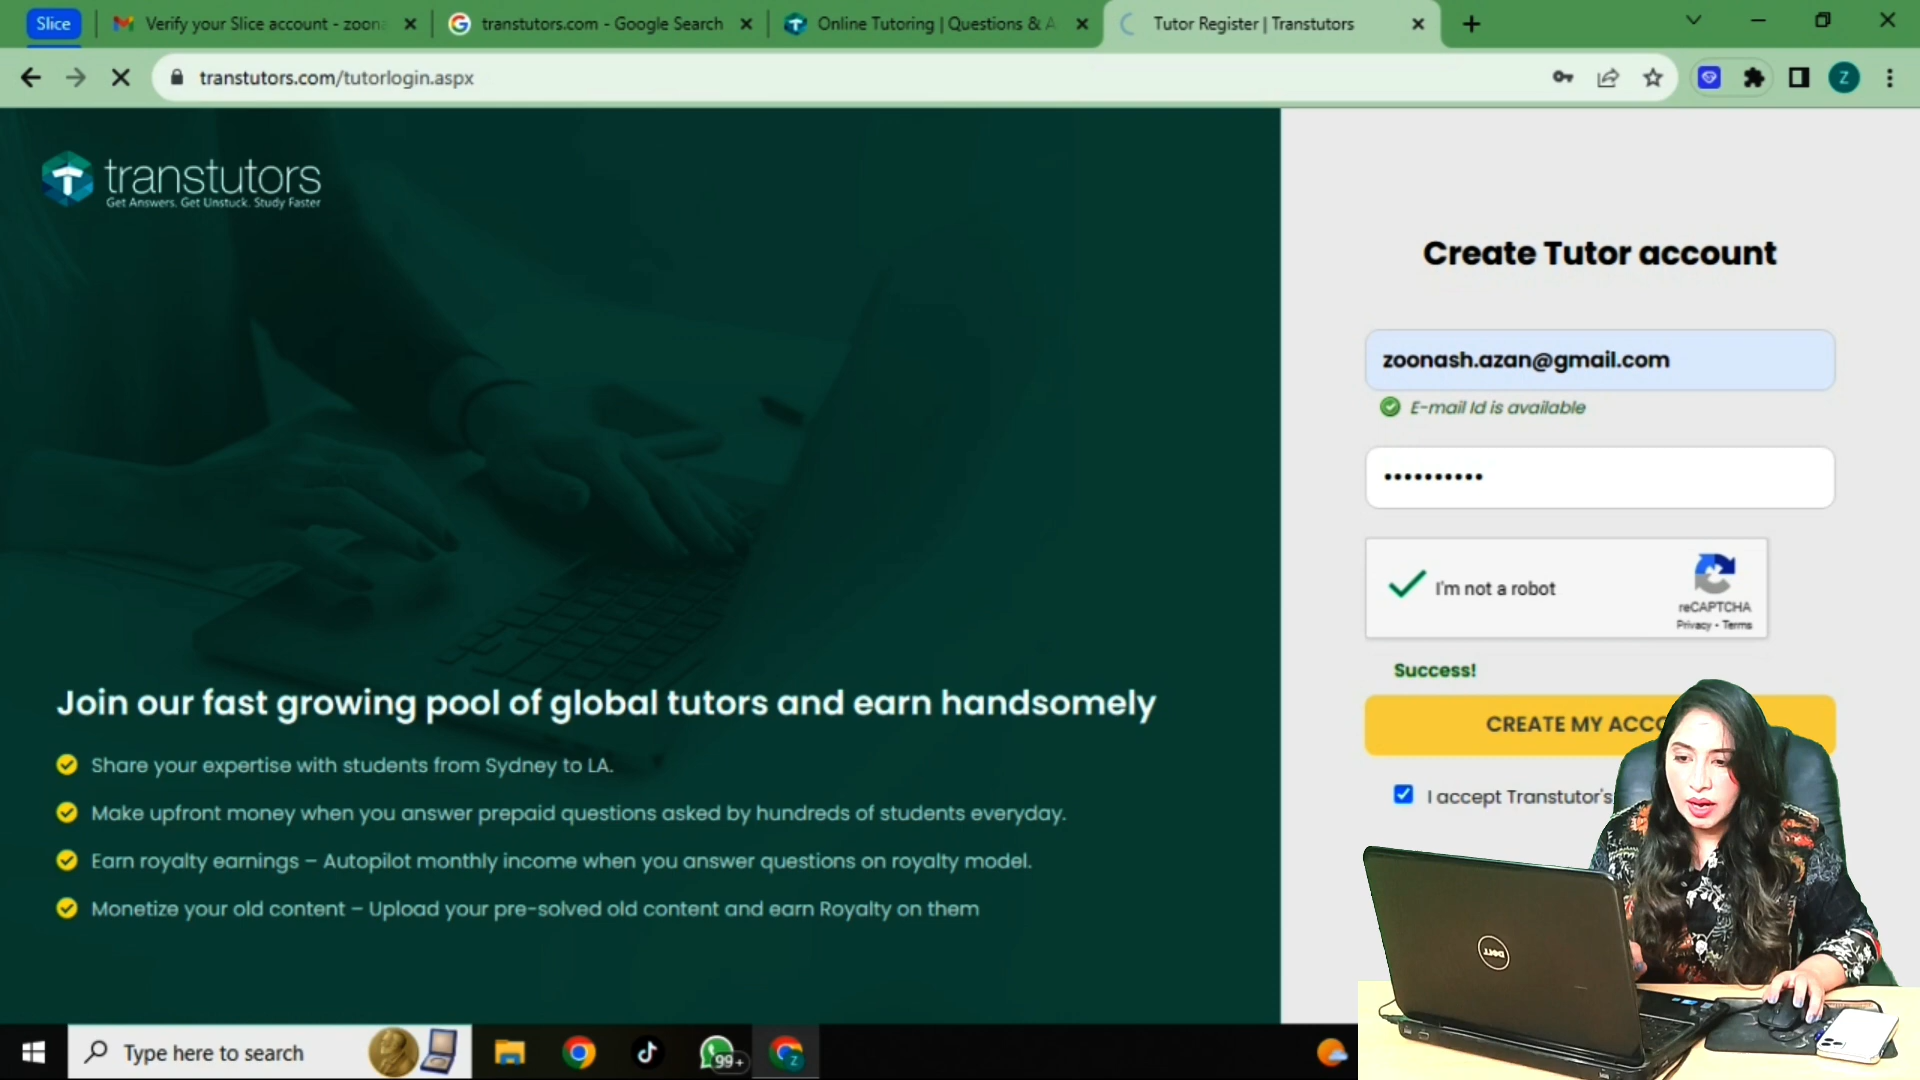 Slice
Verify your Slice account - zoona
transtutors.com - Google Search
Online Tutoring | Questions & A
Tutor Register | Transtutors
transtutors.com/tutorlogin.aspx
Z
transtutors
Get Answers. Get Unstuck. Study Faster
Create Tutor account
zoonash.azan@gmail.com
E-mail Id is available
••••••••••
I'm not a robot
reCAPTCHA
Privacy - Terms
Success!
CREATE MY ACCO
I accept Transtutor's
Join our fast growing pool of global tutors and earn handsomely
Share your expertise with students from Sydney to LA.
Make upfront money when you answer prepaid questions asked by hundreds of students everyday.
Earn royalty earnings – Autopilot monthly income when you answer questions on royalty model.
Monetize your old content – Upload your pre-solved old content and earn Royalty on them
DELL
Type here to search
99+
Z